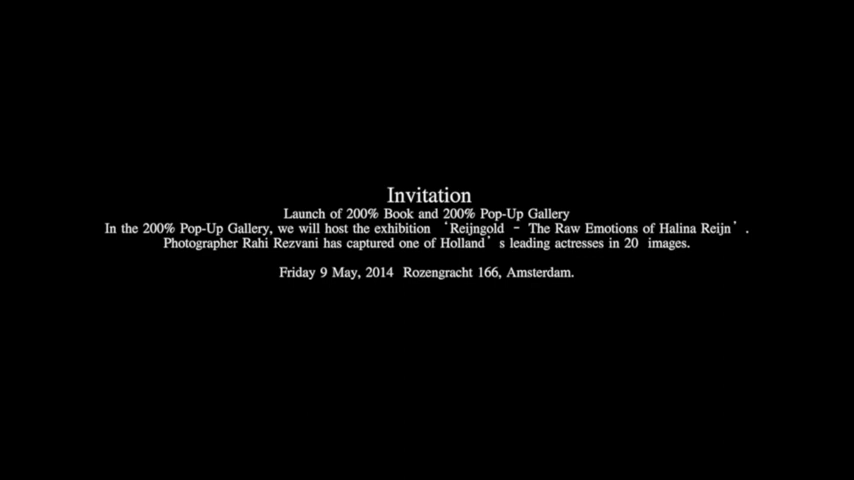 Invitation
Launch of 200% Book and 200% Pop-Up Gallery
In the 200% Pop-Up Gallery, we will host the exhibition ‘Reijngold - The Raw Emotions of Halina Reijn’.
Photographer Rahi Rezvani has captured one of Holland’s leading actresses in 20 images.
Friday 9 May, 2014 Rozengracht 166, Amsterdam.